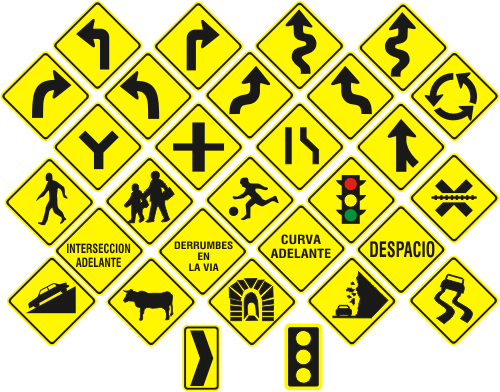 INTERSECCION
ADELANTE
DERRUMBES
EN
LA VIA
CURVA
ADELANTE
DESPACIO